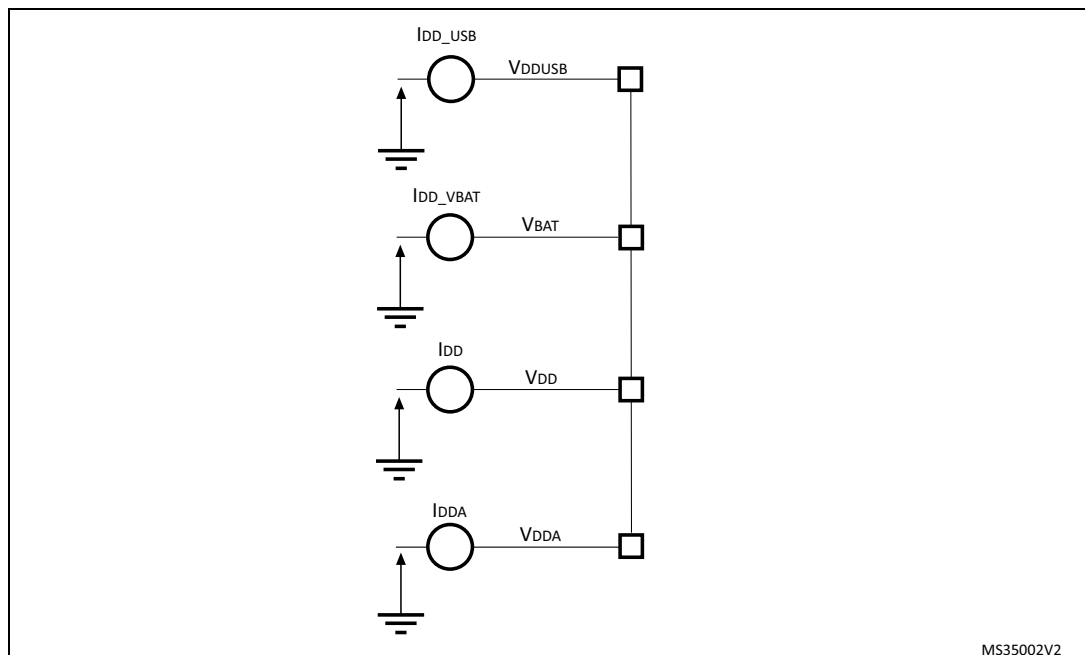 IDD_USB
VDDUSB
IDD_VBAT
VBAT
IDD
VDD
IDDA
VDDA
MS35002V2